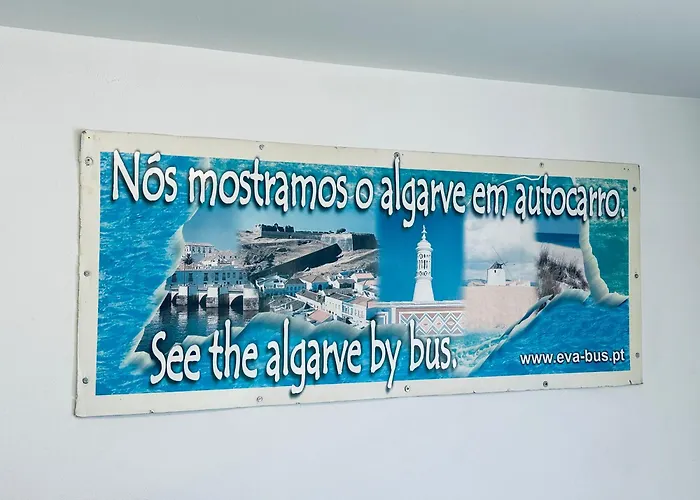 Nós mostramos o algarve em autocarro.
See the algarve by bus.
www.eva-bus.pt